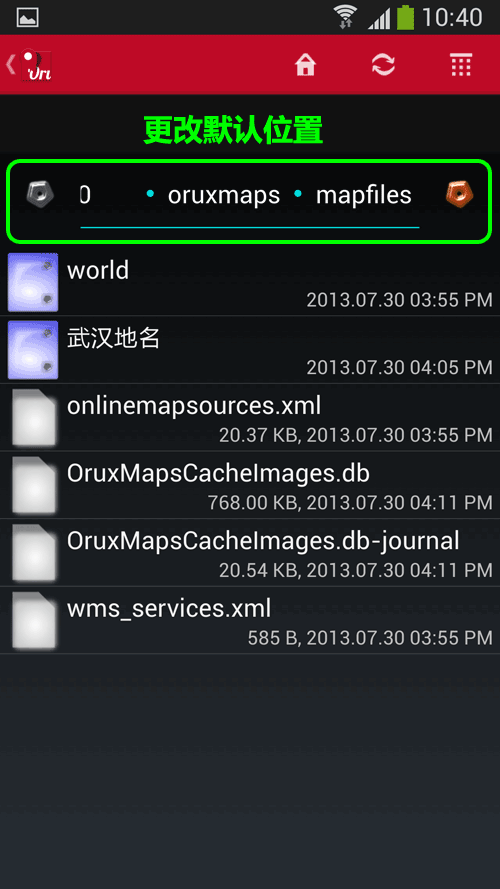 10:40
Uri
更改默认位置
0 • oruxmaps • mapfiles
world
2013.07.30 03:55 PM
武汉地名
2013.07.30 04:05 PM
onlinemapsources.xml
20.37 KB, 2013.07.30 03:55 PM
OruxMapsCacheImages.db
768.00 KB, 2013.07.30 04:11 PM
OruxMapsCacheImages.db-journal
20.54 KB, 2013.07.30 04:11 PM
wms_services.xml
585 B, 2013.07.30 03:55 PM